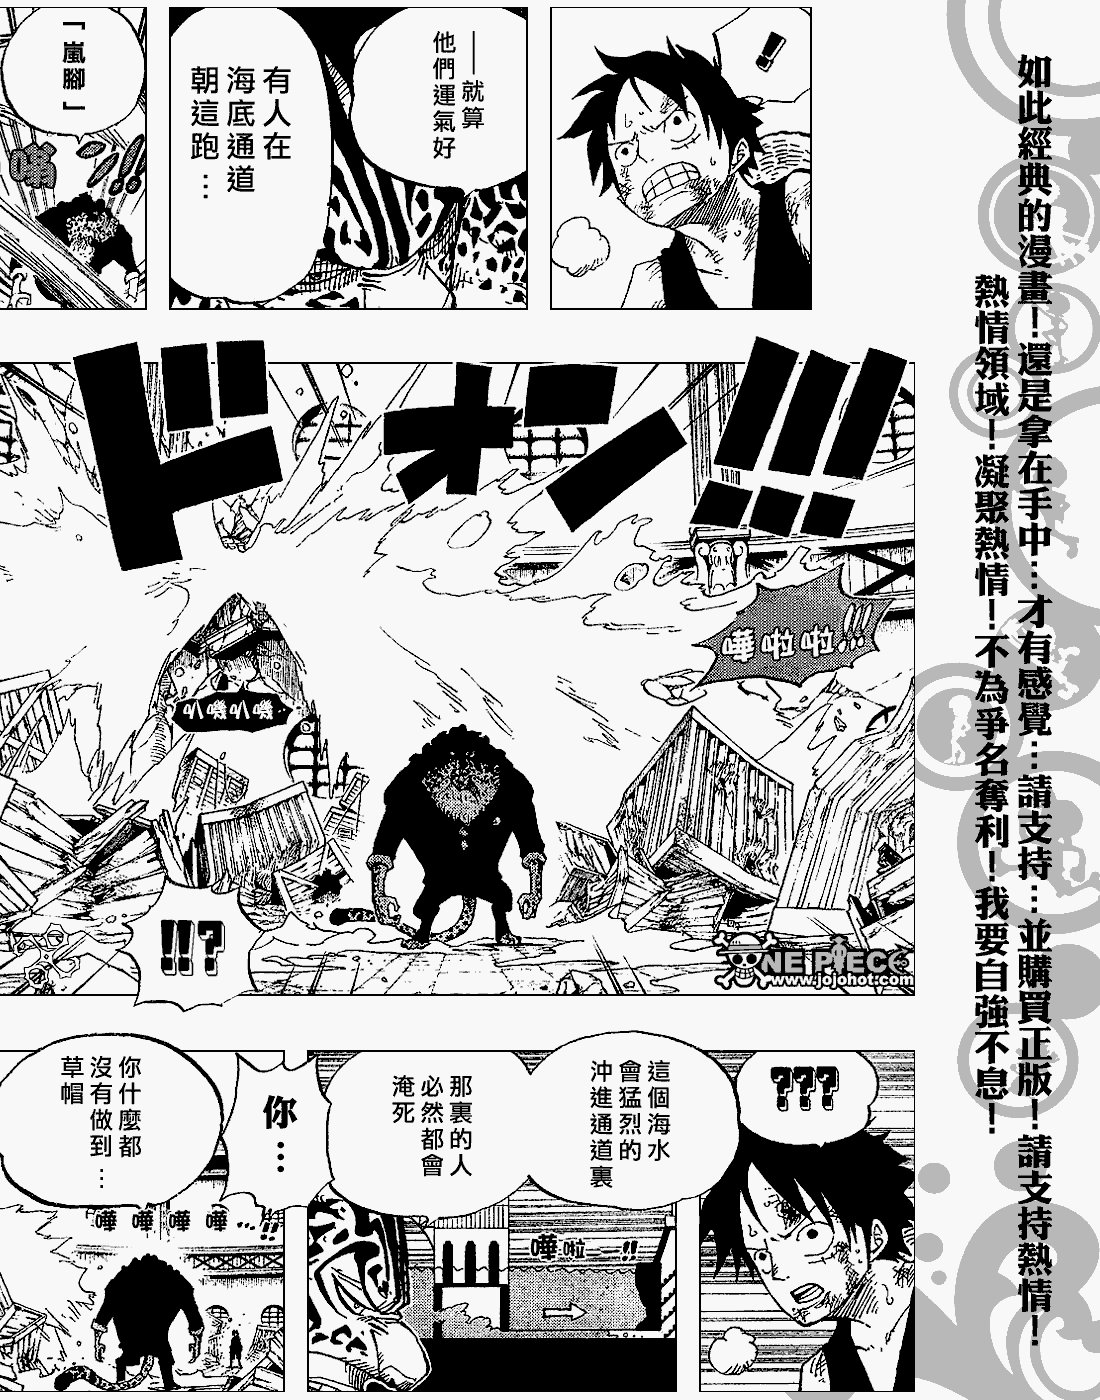 如此經典的漫畫！還是拿在手中…才有感覺…請支持…並購買正版！請支持熱情！
熱情領域！凝聚熱情！不為爭名奪利！我要自強不息！
!!
——就算
他們運氣好
有人在
海底通道
朝這跑…
「嵐腳」
ドオン!!!
嘩啦啦!!!
叭嘰叭嘰…
!!?
ONE PIECE
www.jojohot.com
???
這個海水
會猛烈的
沖進通道裏
那裏的人
必然都會
淹死
嘩啦——!!
你…
你什麼都
沒有做到…
草帽
嘩嘩嘩嘩…!!